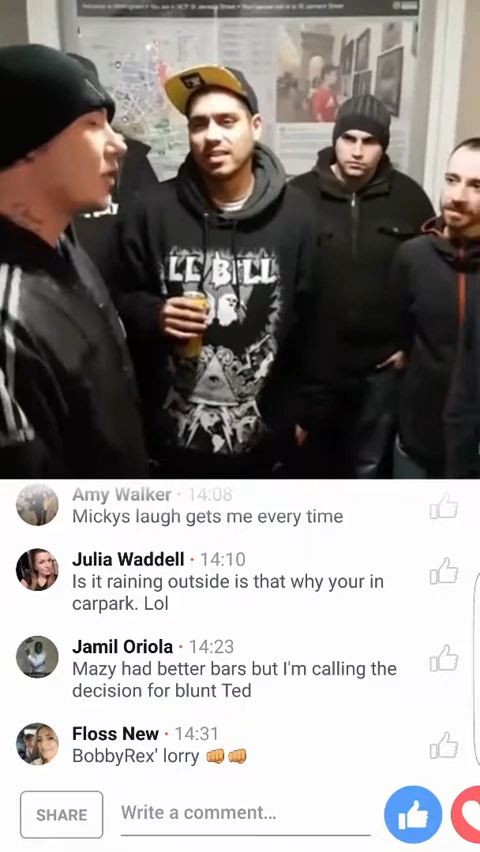 ILL BILL
Amy Walker · 14:08
Mickys laugh gets me every time
Julia Waddell · 14:10
Is it raining outside is that why your in
carpark. Lol
Jamil Oriola · 14:23
Mazy had better bars but I'm calling the
decision for blunt Ted
Floss New · 14:31
BobbyRex' lorry 👊👊
SHARE
Write a comment...